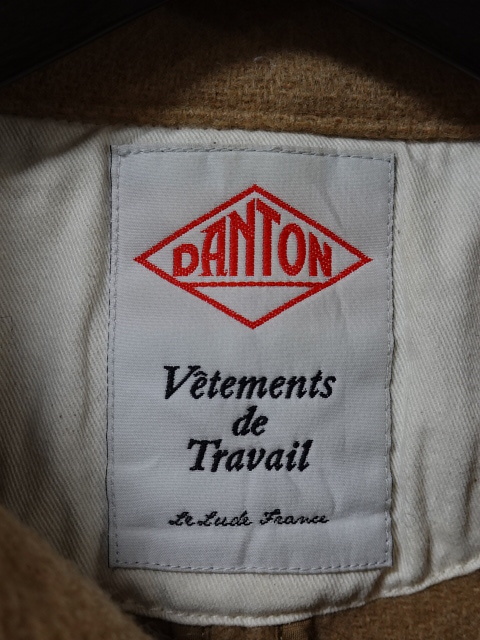 DANTON
Vêtements
de
Travail
Le Lude France